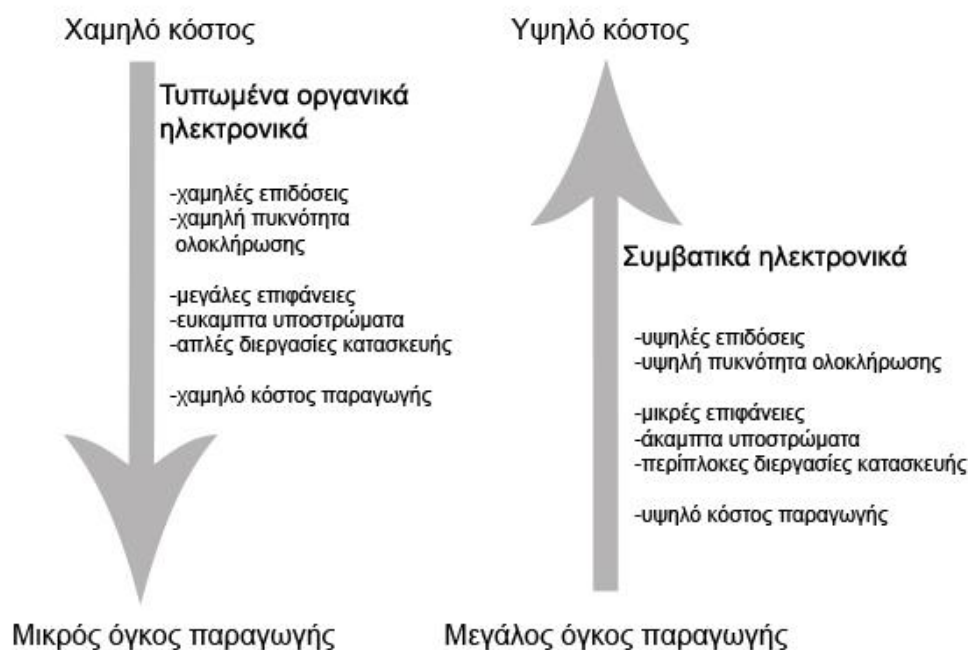 Χαμηλό κόστος
Τυπωμένα οργανικά
ηλεκτρονικά
-χαμηλές επιδόσεις
-χαμηλή πυκνότητα
ολοκλήρωσης
-μεγάλες επιφάνειες
-ευκαμπτα υποστρώματα
-απλές διεργασίες κατασκευής
-χαμηλό κόστος παραγωγής
Μικρός όγκος παραγωγής
Υψηλό κόστος
Συμβατικά ηλεκτρονικά
-υψηλές επιδόσεις
-υψηλή πυκνότητα ολοκλήρωσης
-μικρές επιφάνειες
-άκαμπτα υποστρώματα
-περίπλοκες διεργασίες κατασκευής
-υψηλό κόστος παραγωγής
Μεγάλος όγκος παραγωγής